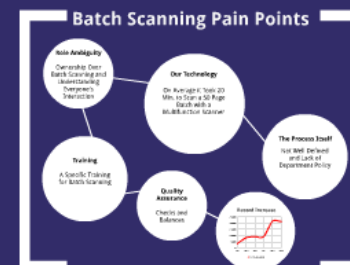 Batch Scanning Pain Points
Role Ambiguity
Ownership Over
Batch Scanning and
Understanding
Everyone's
Interaction
Our Technology
On Average it Took 20
Min. to Scan a 50 Page
Batch with a
Multifunction Scanner
The Process Itself
Not Well Defined
and Lack of
Department Policy
Training
A Specific Training
for Batch Scanning
Quality
Assurance
Checks and
Balances
Record Increase